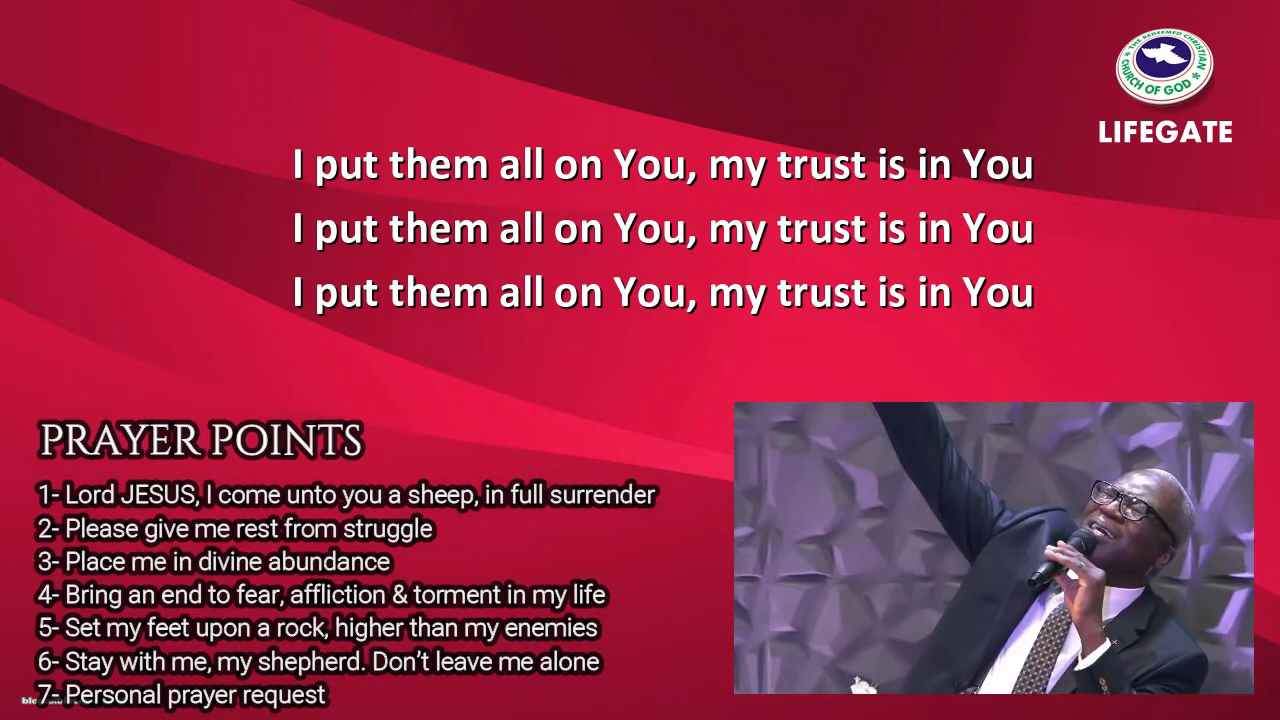 THE REDEEMED CHRISTIAN
CHURCH OF GOD
LIFEGATE
I put them all on You, my trust is in You
I put them all on You, my trust is in You
I put them all on You, my trust is in You
PRAYER POINTS
1- Lord JESUS, I come unto you a sheep, in full surrender
2- Please give me rest from struggle
3- Place me in divine abundance
4- Bring an end to fear, affliction & torment in my life
5- Set my feet upon a rock, higher than my enemies
6- Stay with me, my shepherd. Don’t leave me alone
7- Personal prayer request